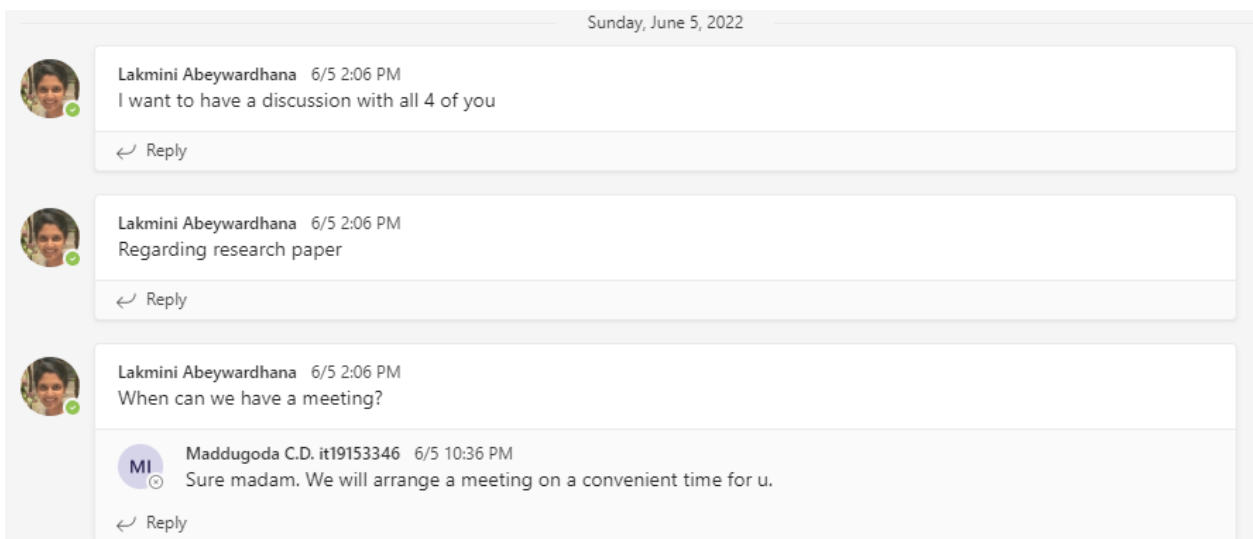 Sunday, June 5, 2022
Lakmini Abeywardhana 6/5 2:06 PM
I want to have a discussion with all 4 of you
Reply
Lakmini Abeywardhana 6/5 2:06 PM
Regarding research paper
Reply
Lakmini Abeywardhana 6/5 2:06 PM
When can we have a meeting?
MI
Maddugoda C.D. it19153346 6/5 10:36 PM
Sure madam. We will arrange a meeting on a convenient time for u.
Reply